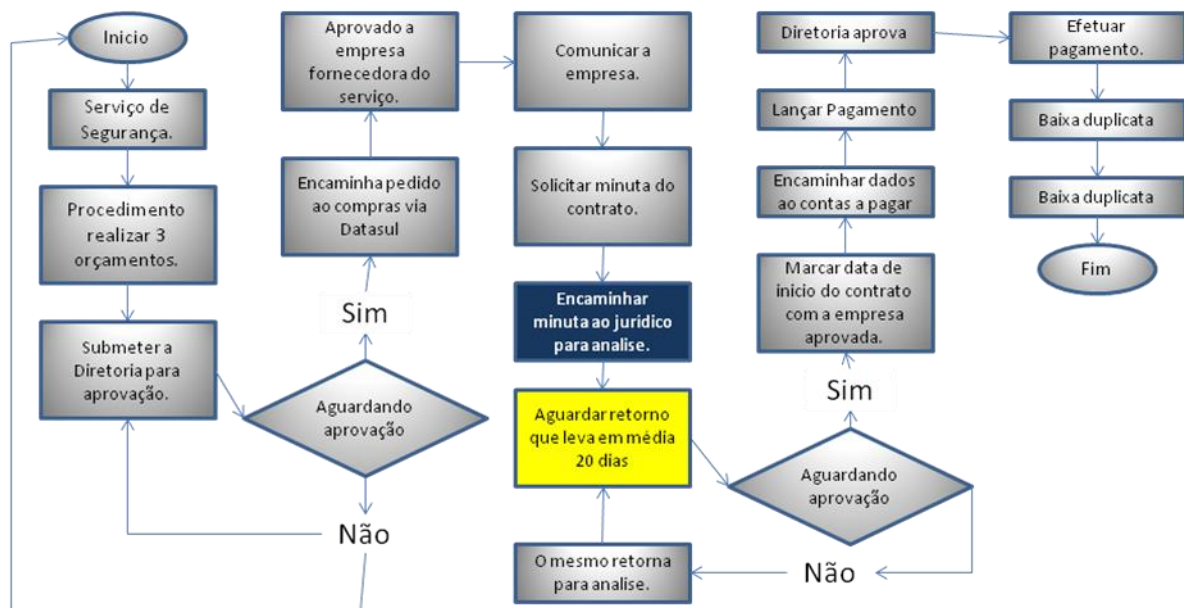 Inicio
Serviço de
Segurança.
Procedimento
realizar 3
orçamentos.
Submeter a
Diretoria para
aprovação.
Aguardando
aprovação
Não
Sim
Encaminha pedido
ao compras via
Datasul
Aprovado a
empresa
fornecedora do
serviço.
Comunicar a
empresa.
Solicitar minuta do
contrato.
Encaminhar
minuta ao jurídico
para analise.
Aguardar retorno
que leva em média
20 dias
Aguardando
aprovação
Não
O mesmo retorna
para analise.
Sim
Marcar data de
inicio do contrato
com a empresa
aprovada.
Encaminhar dados
ao contas a pagar
Lançar Pagamento
Diretoria aprova
Efetuar
pagamento.
Baixa duplicata
Baixa duplicata
Fim